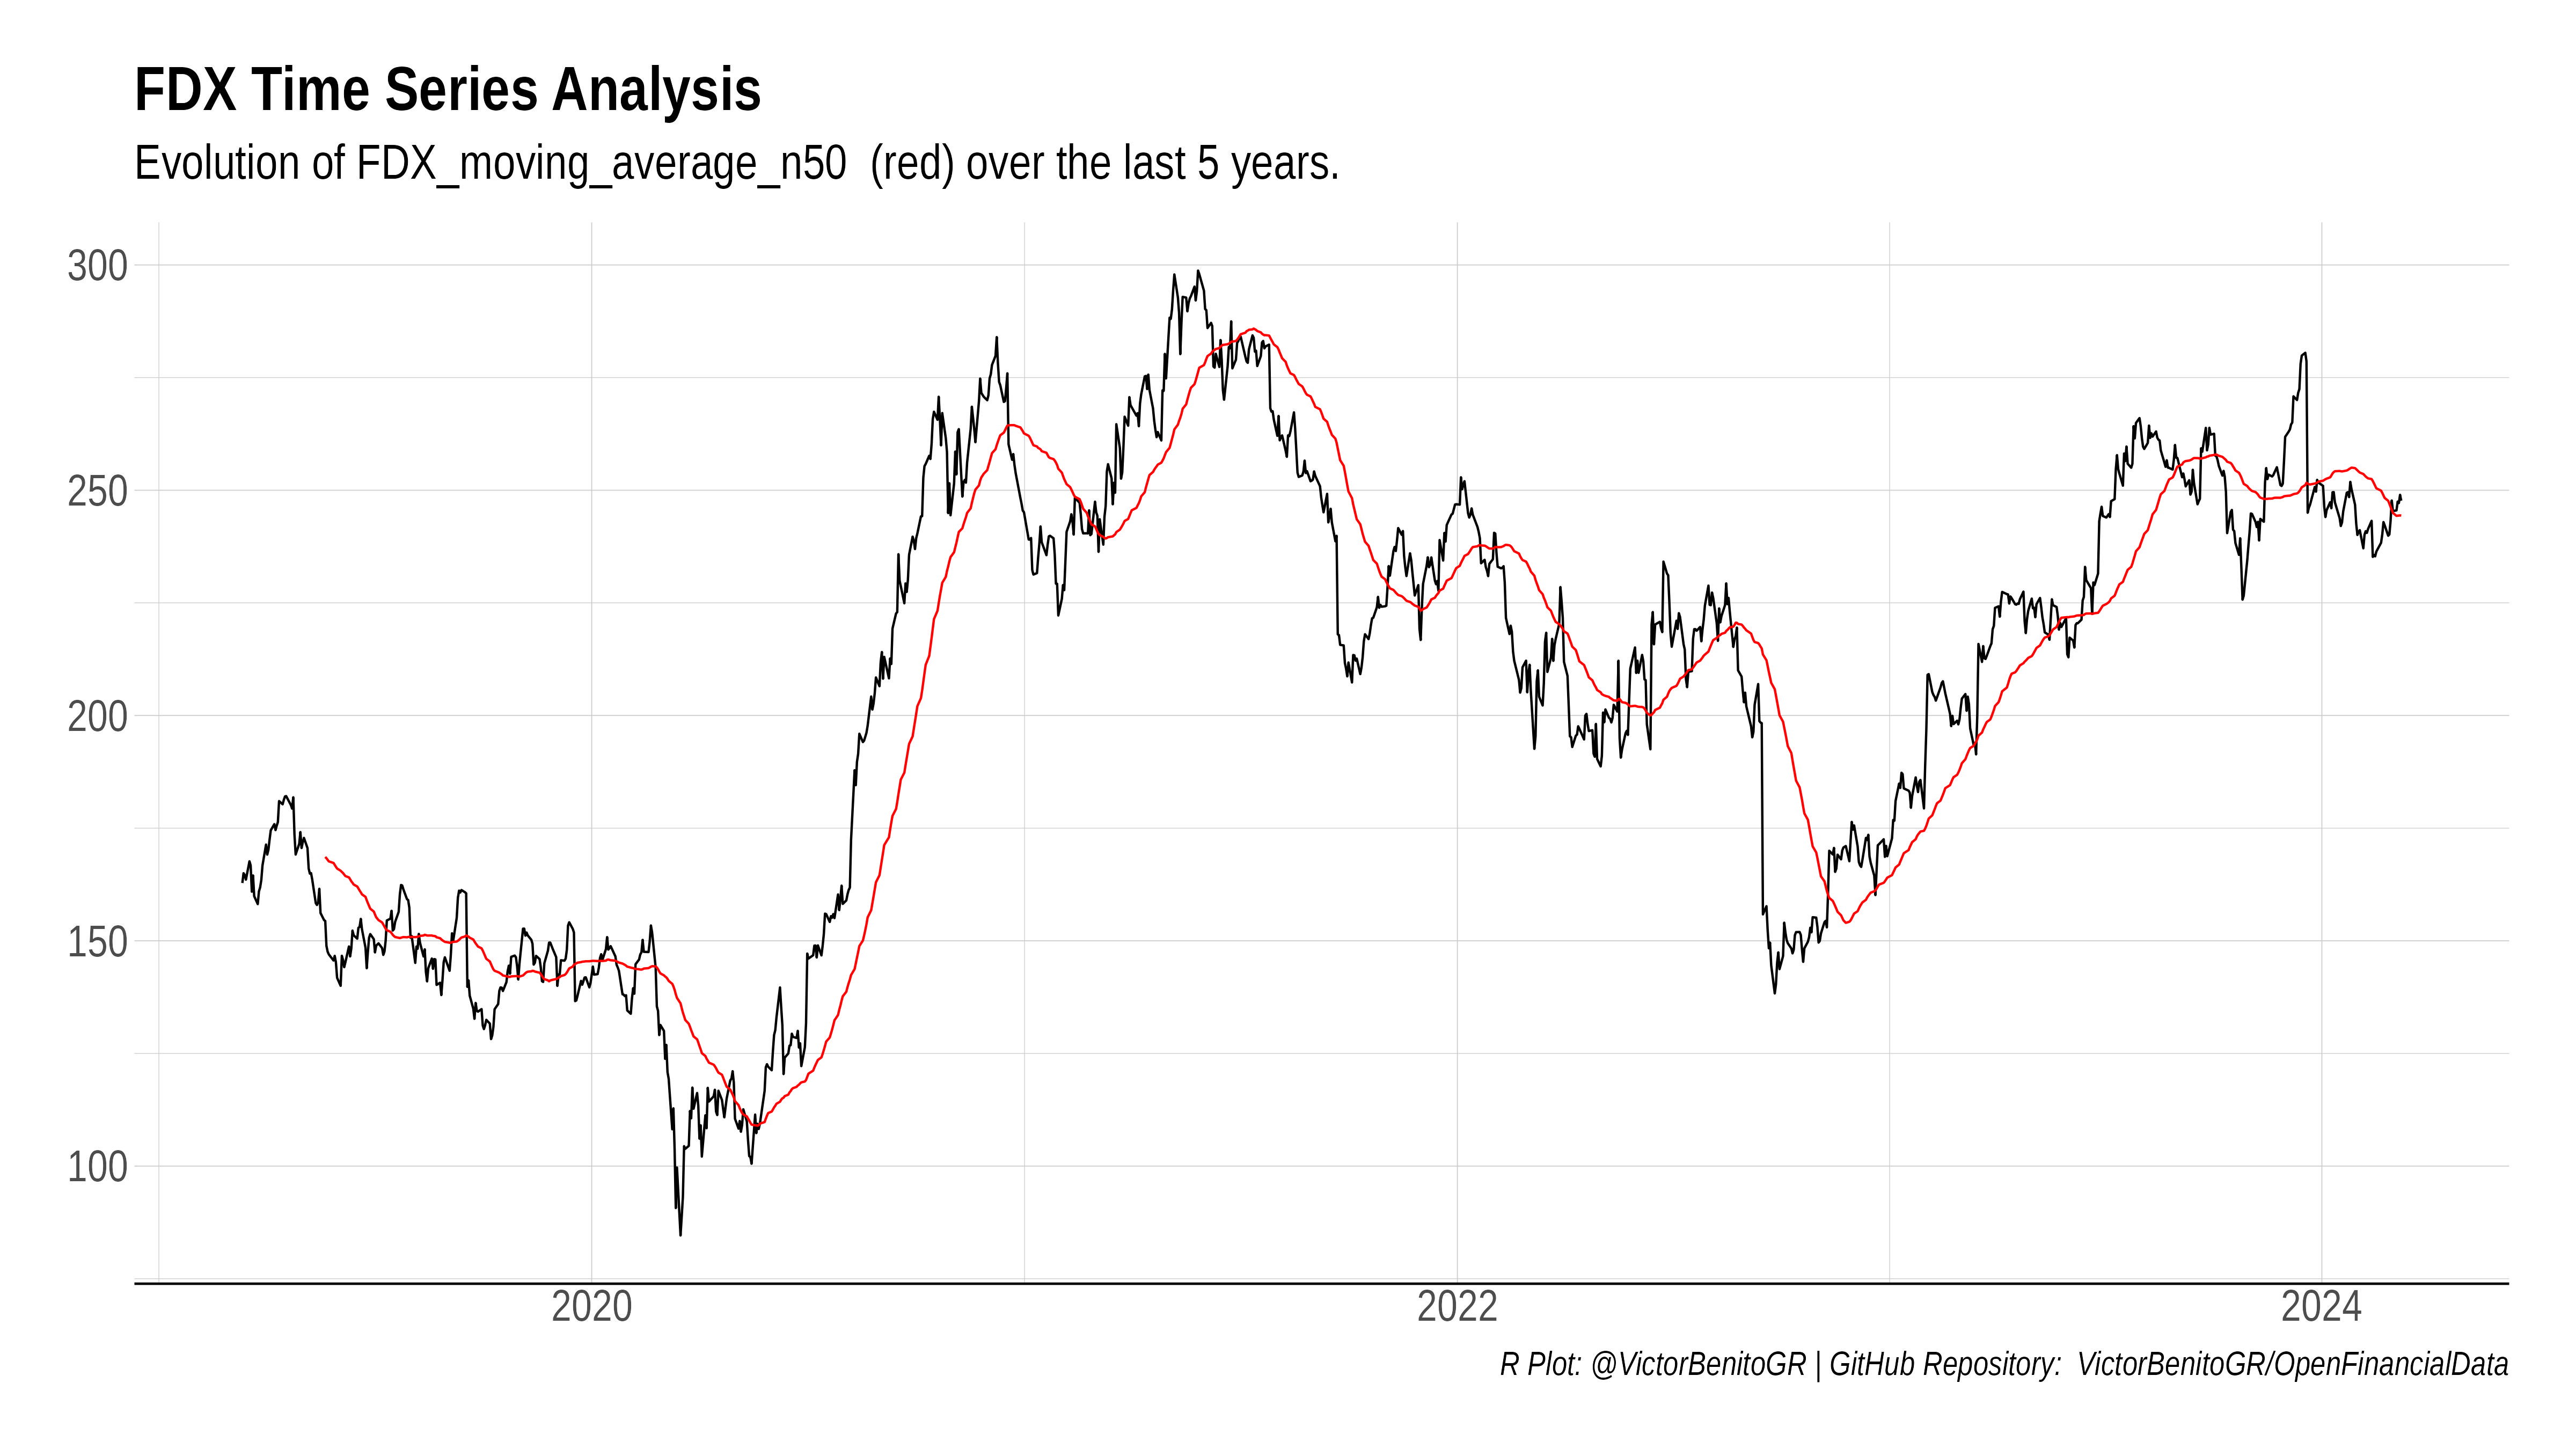 FDX Time Series Analysis
Evolution of FDX_moving_average_n50  (red) over the last 5 years.
300
250
200
150
100
2020
2022
2024
R Plot: @VictorBenitoGR | GitHub Repository:  VictorBenitoGR/OpenFinancialData